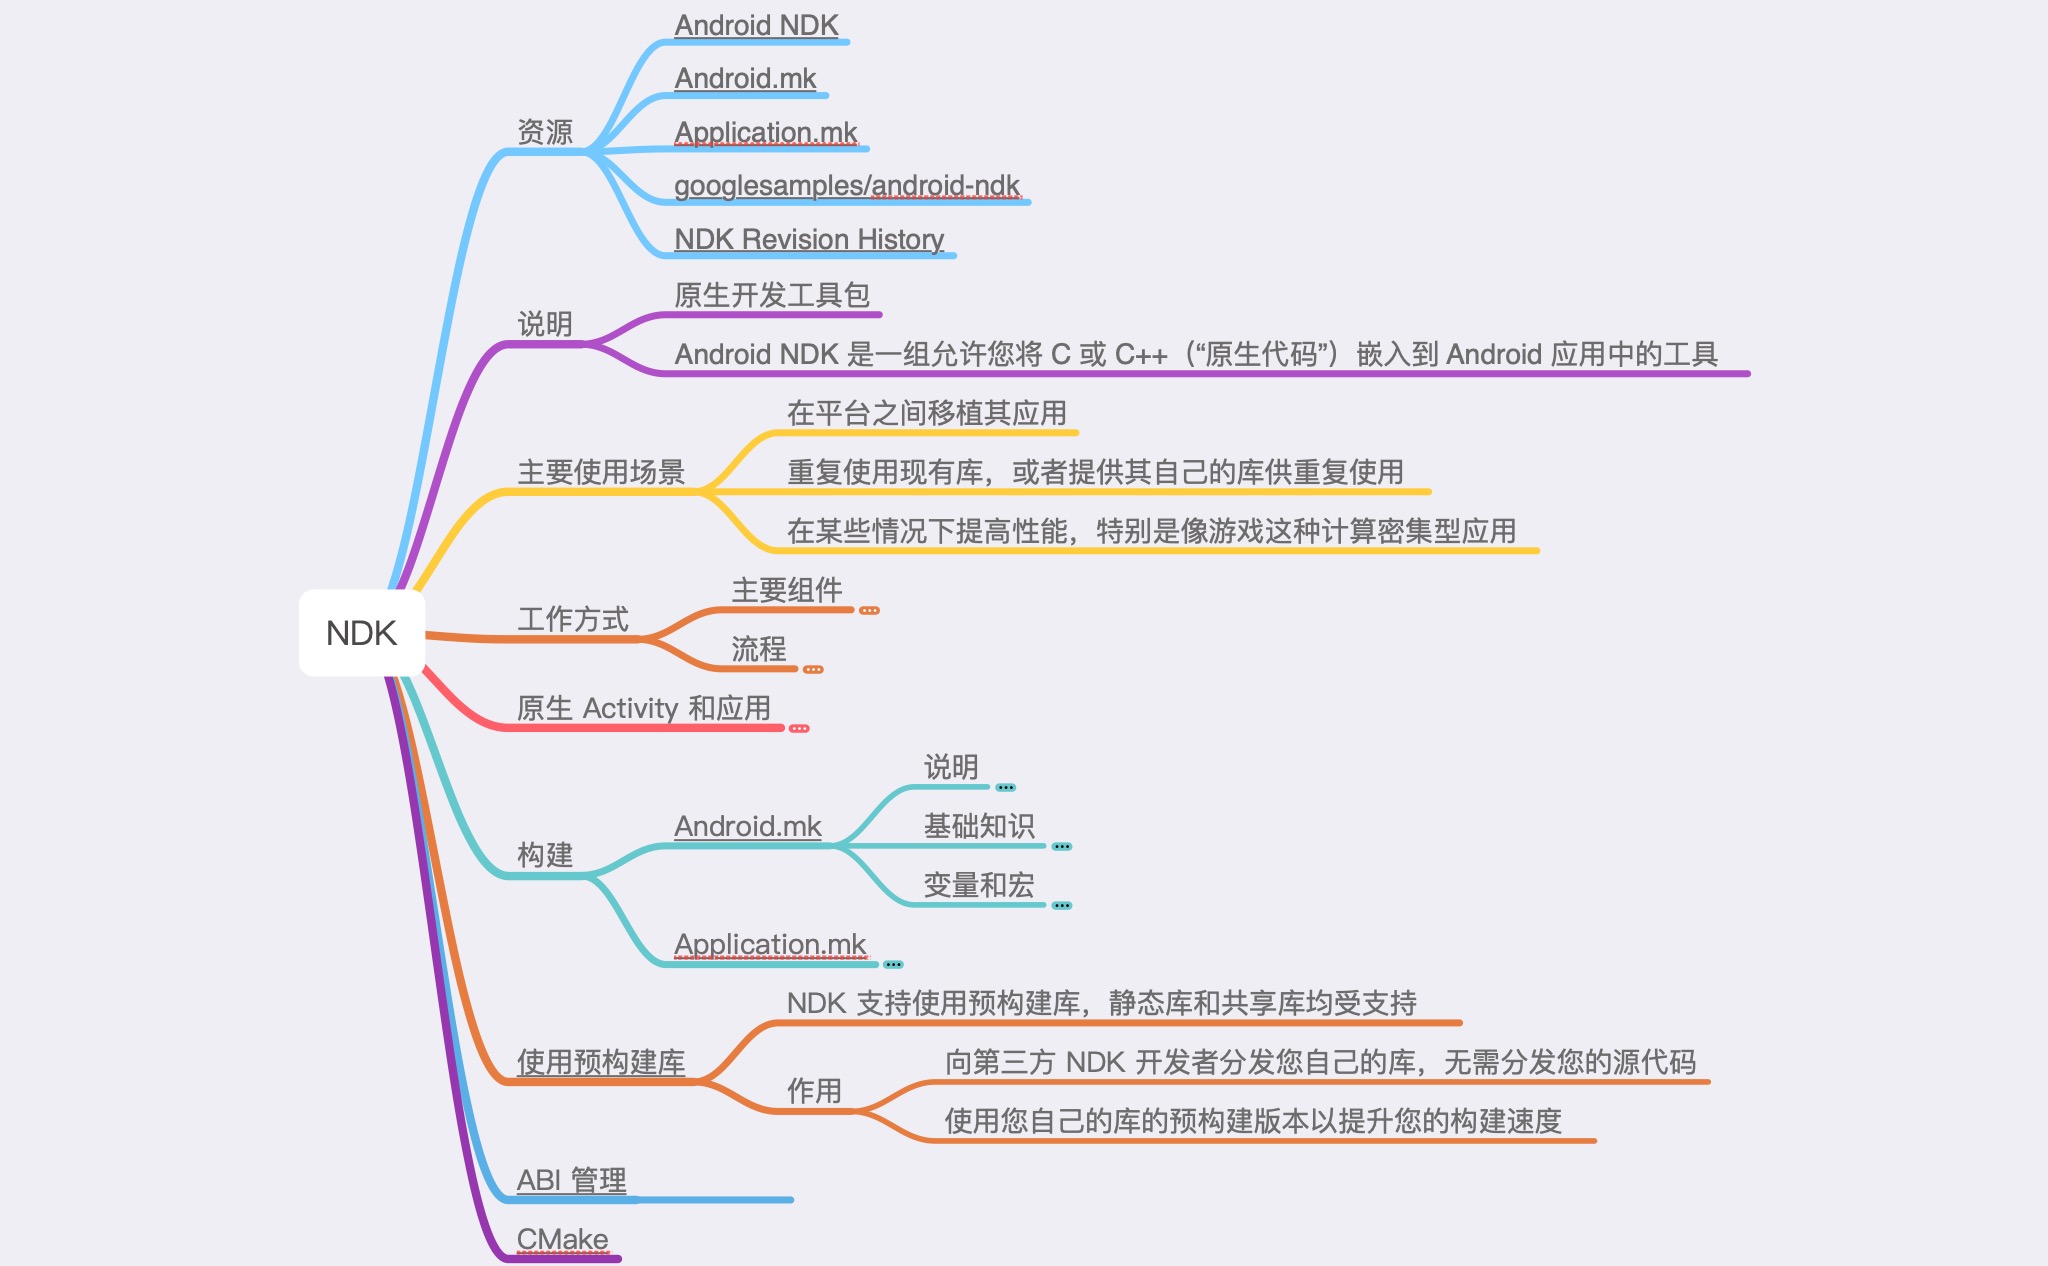 Android NDK
Android.mk
资源
Application.mk
googlesamples/android-ndk
NDK Revision History
原生开发工具包
说明
Android NDK 是一组允许您将 C 或 C++（“原生代码”）嵌入到 Android 应用中的工具
在平台之间移植其应用
主要使用场景
重复使用现有库，或者提供其自己的库供重复使用
在某些情况下提高性能，特别是像游戏这种计算密集型应用
主要组件
工作方式
流程
NDK
原生 Activity 和应用
说明
Android.mk
基础知识
变量和宏
构建
Application.mk
NDK 支持使用预构建库，静态库和共享库均受支持
使用预构建库
向第三方 NDK 开发者分发您自己的库，无需分发您的源代码
作用
使用您自己的库的预构建版本以提升您的构建速度
ABI 管理
CMake